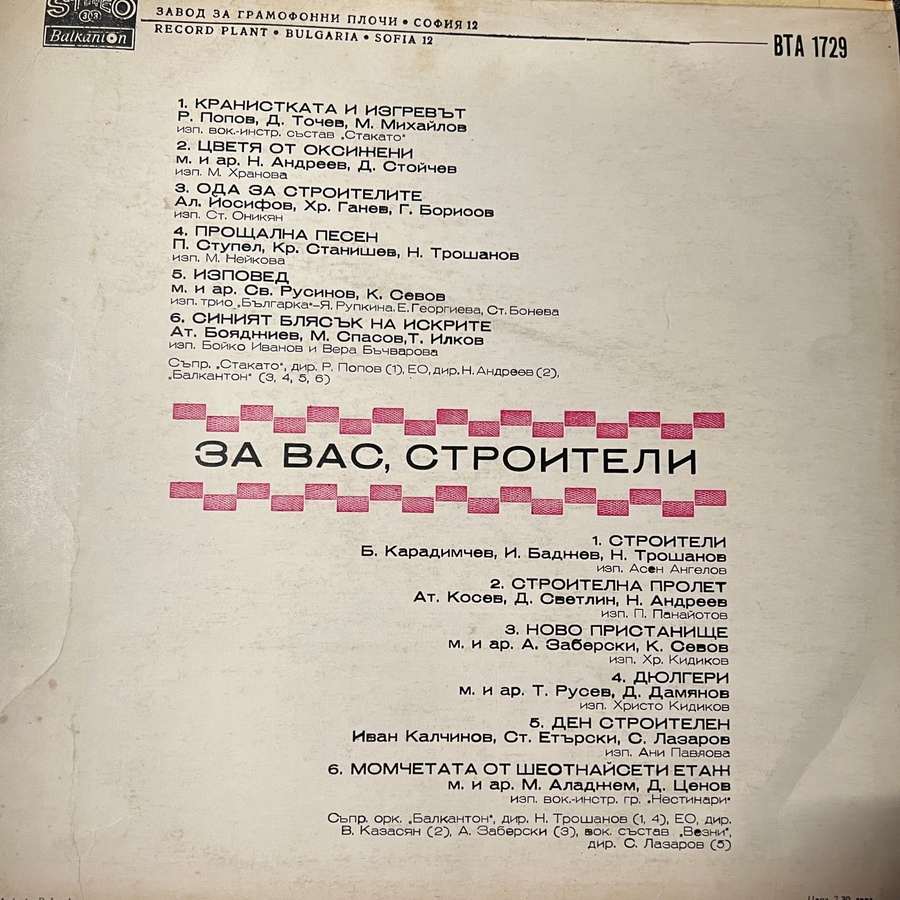 STEREO
33
Balkanton
ЗАВОД ЗА ГРАМОФОННИ ПЛОЧИ • СОФИЯ 12
RECORD PLANT • BULGARIA • SOFIA 12
ВТА 1729
1. КРАНИСТКАТА И ИЗГРЕВЪТ
Р. Попов, Д. Точев, М. Михайлов
изп. вок.-инстр. състав „Стакато“
2. ЦВЕТЯ ОТ ОКСИЖЕНИ
м. и ар. Н. Андреев, Д. Стойчев
изп. М. Хранова
3. ОДА ЗА СТРОИТЕЛИТЕ
Ал. Йосифов, Хр. Ганев, Г. Борисов
изп. Ст. Оникян
4. ПРОЩАЛНА ПЕСЕН
П. Ступел, Кр. Станишев, Н. Трошанов
изп. М. Нейкова
5. ИЗПОВЕД
м. и ар. Св. Русинов, К. Севов
изп. трио „Българка“–Я. Рупкина, Е. Георгиева, Ст. Бонева
6. СИНИЯТ БЛЯСЪК НА ИСКРИТЕ
Ат. Бояджиев, М. Спасов, Т. Илков
изп. Бойко Иванов и Вера Бъчварова
Съпр. „Стакато“, дир. Р. Попов (1), ЕО, дир. Н. Андреев (2),
„Балкантон“ (3, 4, 5, 6)
ЗА ВАС, СТРОИТЕЛИ
1. СТРОИТЕЛИ
Б. Карадимчев, И. Баджев, Н. Трошанов
изп. Асен Ангелов
2. СТРОИТЕЛНА ПРОЛЕТ
Ат. Косев, Д. Светлин, Н. Андреев
изп. П. Панайотов
3. НОВО ПРИСТАНИЩЕ
м. и ар. А. Заберски, К. Севов
изп. Хр. Кидиков
4. ДЮЛГЕРИ
м. и ар. Т. Русев, Д. Дамянов
изп. Христо Кидиков
5. ДЕН СТРОИТЕЛЕН
Иван Калчинов, Ст. Етърски, С. Лазаров
изп. Ани Павлова
6. МОМЧЕТАТА ОТ ШЕСТНАЙСЕТИ ЕТАЖ
м. и ар. М. Аладжем, Д. Ценов
изп. вок.-инстр. гр. „Нестинари“
Съпр. орк. „Балкантон“, дир. Н. Трошанов (1, 4), ЕО, дир.
В. Казасян (2), А. Заберски (3), вок. състав „Везни“,
дир. С. Лазаров (5)